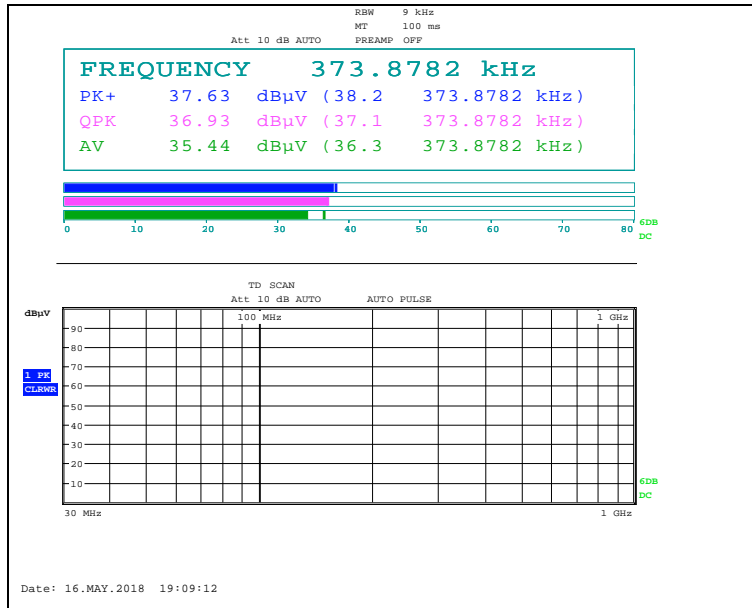 RBW 9 kHz
MT 100 ms
Att 10 dB AUTO PREAMP OFF
FREQUENCY 373.8782 kHz
PK+ 37.63 dBµV (38.2 373.8782 kHz)
QPK 36.93 dBµV (37.1 373.8782 kHz)
AV 35.44 dBµV (36.3 373.8782 kHz)
0 10 20 30 40 50 60 70 80
6DB
DC
TD SCAN
Att 10 dB AUTO AUTO PULSE
dBµV
100 MHz 1 GHz
90
80
70
1 PK
CLRWR
60
50
40
30
20
10
6DB
DC
30 MHz 1 GHz
Date: 16.MAY.2018 19:09:12